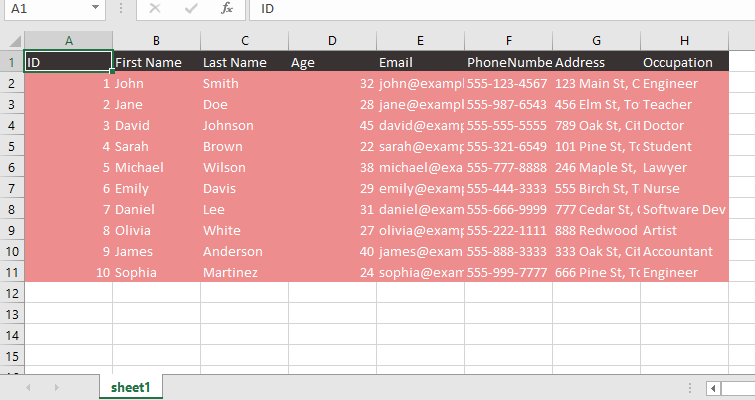 A1 fx ID
A B C D E F G H
1 ID First Name Last Name Age Email PhoneNumbe Address Occupation
2 1 John Smith 32 john@exampl 555-123-4567 123 Main St, C Engineer
3 2 Jane Doe 28 jane@exampl 555-987-6543 456 Elm St, To Teacher
4 3 David Johnson 45 david@examp 555-555-5555 789 Oak St, Cit Doctor
5 4 Sarah Brown 22 sarah@examp 555-321-6549 101 Pine St, To Student
6 5 Michael Wilson 38 michael@exa 555-777-8888 246 Maple St, Lawyer
7 6 Emily Davis 29 emily@examp 555-444-3333 555 Birch St, T Nurse
8 7 Daniel Lee 31 daniel@exam 555-666-9999 777 Cedar St, C Software Dev
9 8 Olivia White 27 olivia@examp 555-222-1111 888 Redwood Artist
10 9 James Anderson 40 james@exam 555-888-3333 333 Oak St, Cit Accountant
11 10 Sophia Martinez 24 sophia@exam 555-999-7777 666 Pine St, To Engineer
12
13
14
15
sheet1